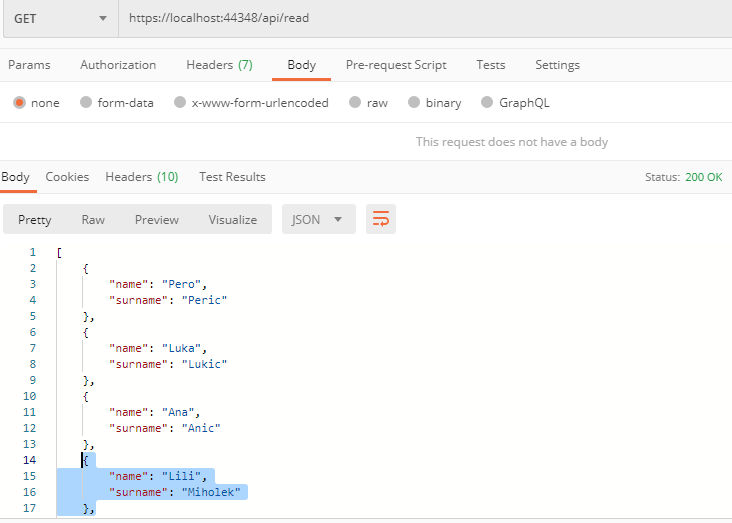 GET https://localhost:44348/api/read
Params Authorization Headers (7) Body Pre-request Script Tests Settings
none form-data x-www-form-urlencoded raw binary GraphQL
This request does not have a body
Body Cookies Headers (10) Test Results Status: 200 OK
Pretty Raw Preview Visualize JSON
1 [
2 {
3 "name": "Pero",
4 "surname": "Peric"
5 },
6 {
7 "name": "Luka",
8 "surname": "Lukic"
9 },
10 {
11 "name": "Ana",
12 "surname": "Anic"
13 },
14 {
15 "name": "Lili",
16 "surname": "Miholek"
17 },